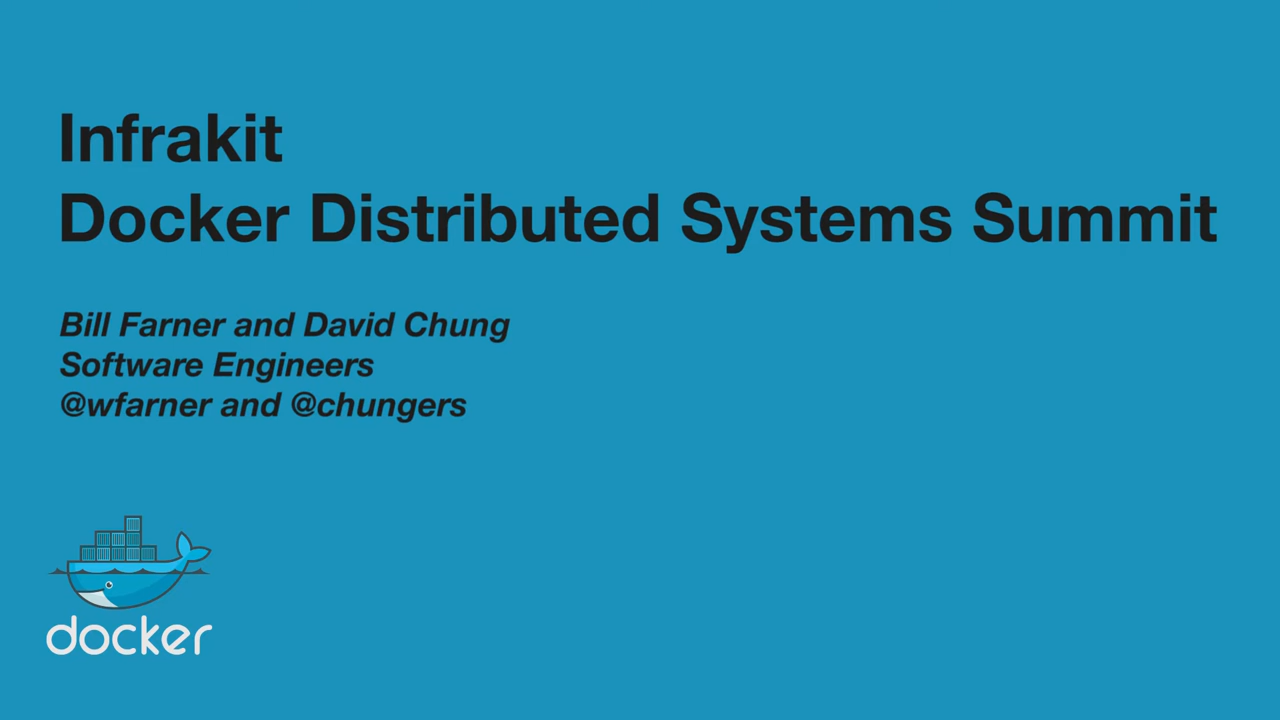 Infrakit
Docker Distributed Systems Summit
Bill Farner and David Chung
Software Engineers
@wfarner and @chungers
docker